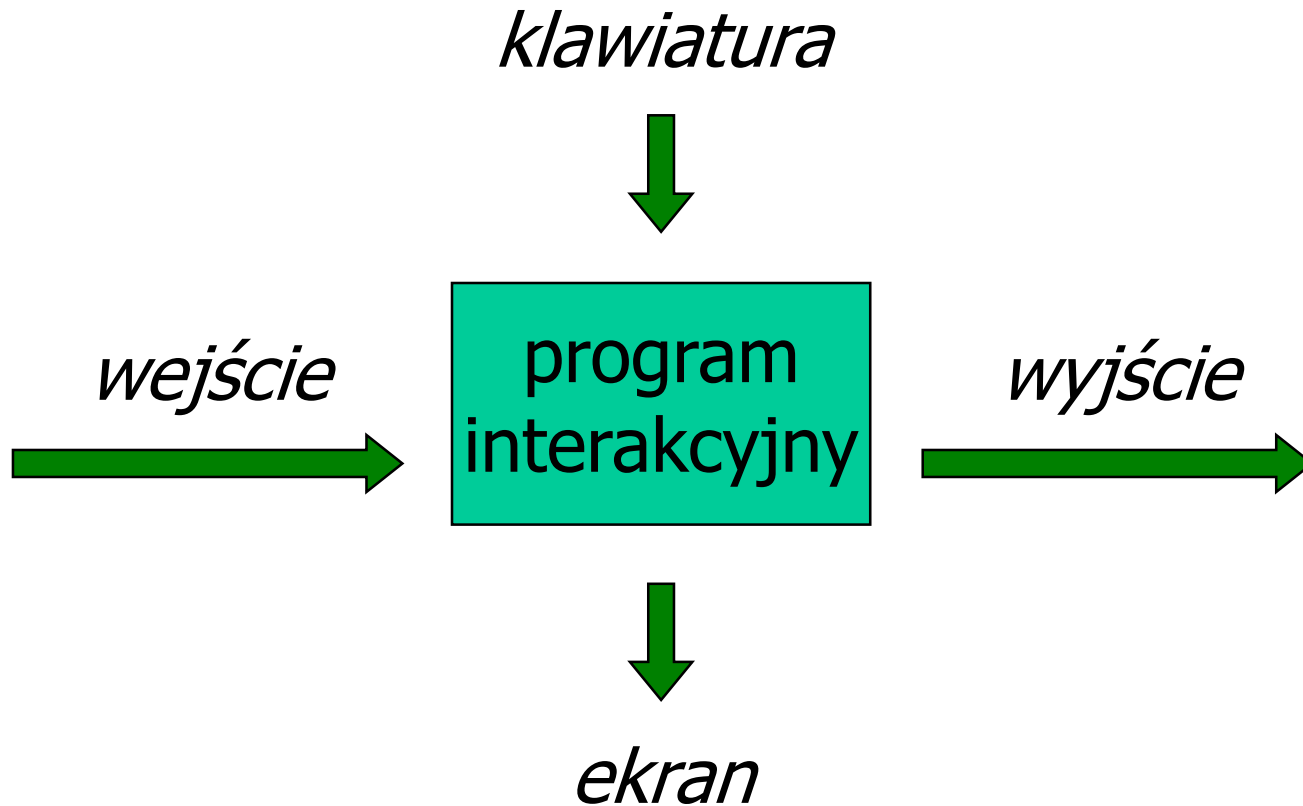 klawiatura
wejście
program
interakcyjny
wyjście
ekran